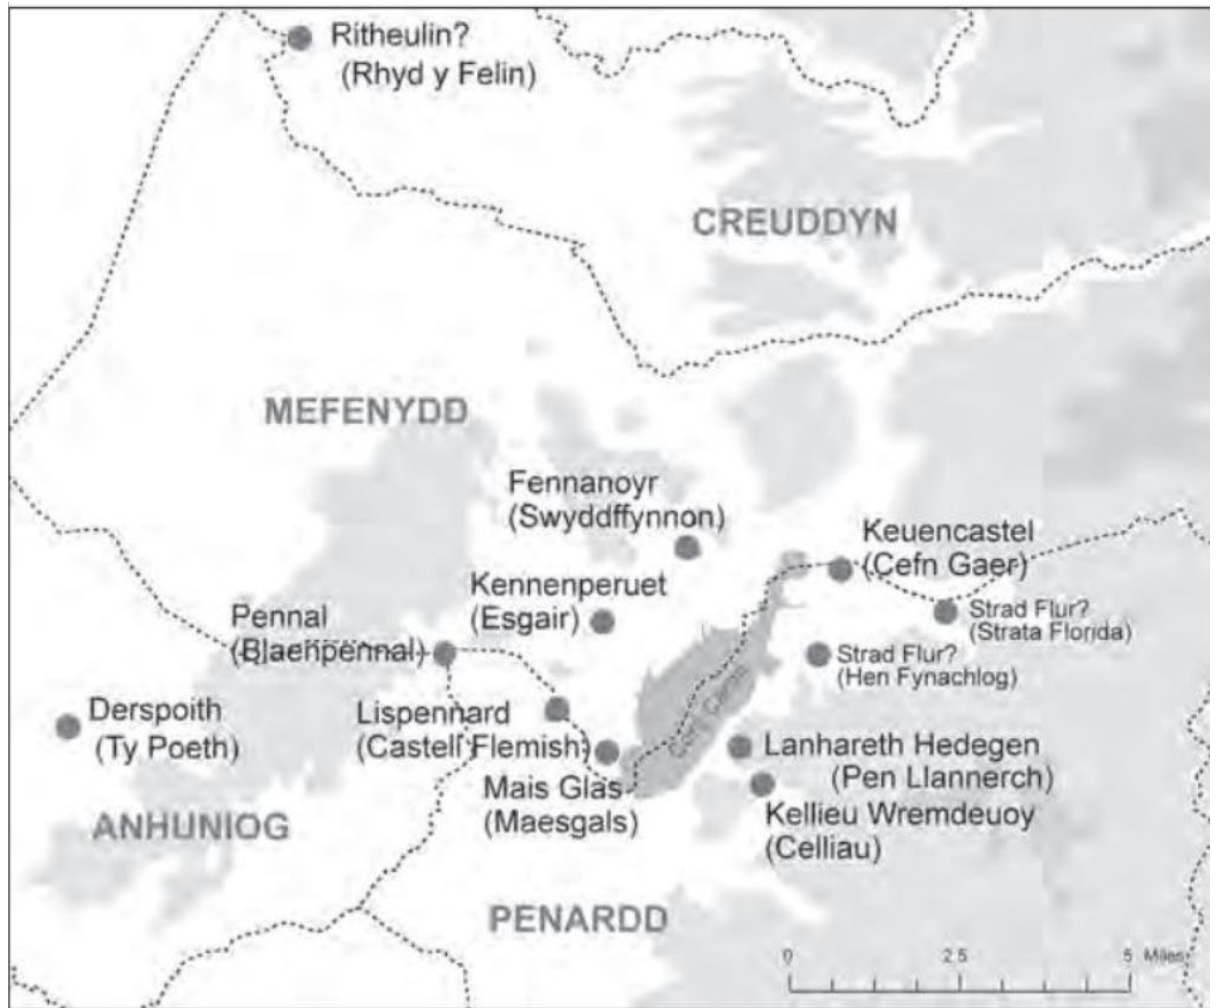 Ritheulin?
(Rhyd y Felin)
CREUDDYN
MEFENYDD
Fennanoyr
(Swyddffynnon)
Keuencastel
(Cefn Gaer)
Kennenperuet
(Esgair)
Pennal
(Blaenpennal)
Strad Flur?
(Strata Florida)
Strad Flur?
(Hen Fynachlog)
Derspoith
(Ty Poeth)
Lispennard
(Castell Flemish)
Lanhareth Hedegen
(Pen Llannerch)
Mais Glas
(Maesgals)
Kellieu Wremdeuoy
(Celliau)
ANHUNIOG
PENARDD
0 2.5 5 Miles